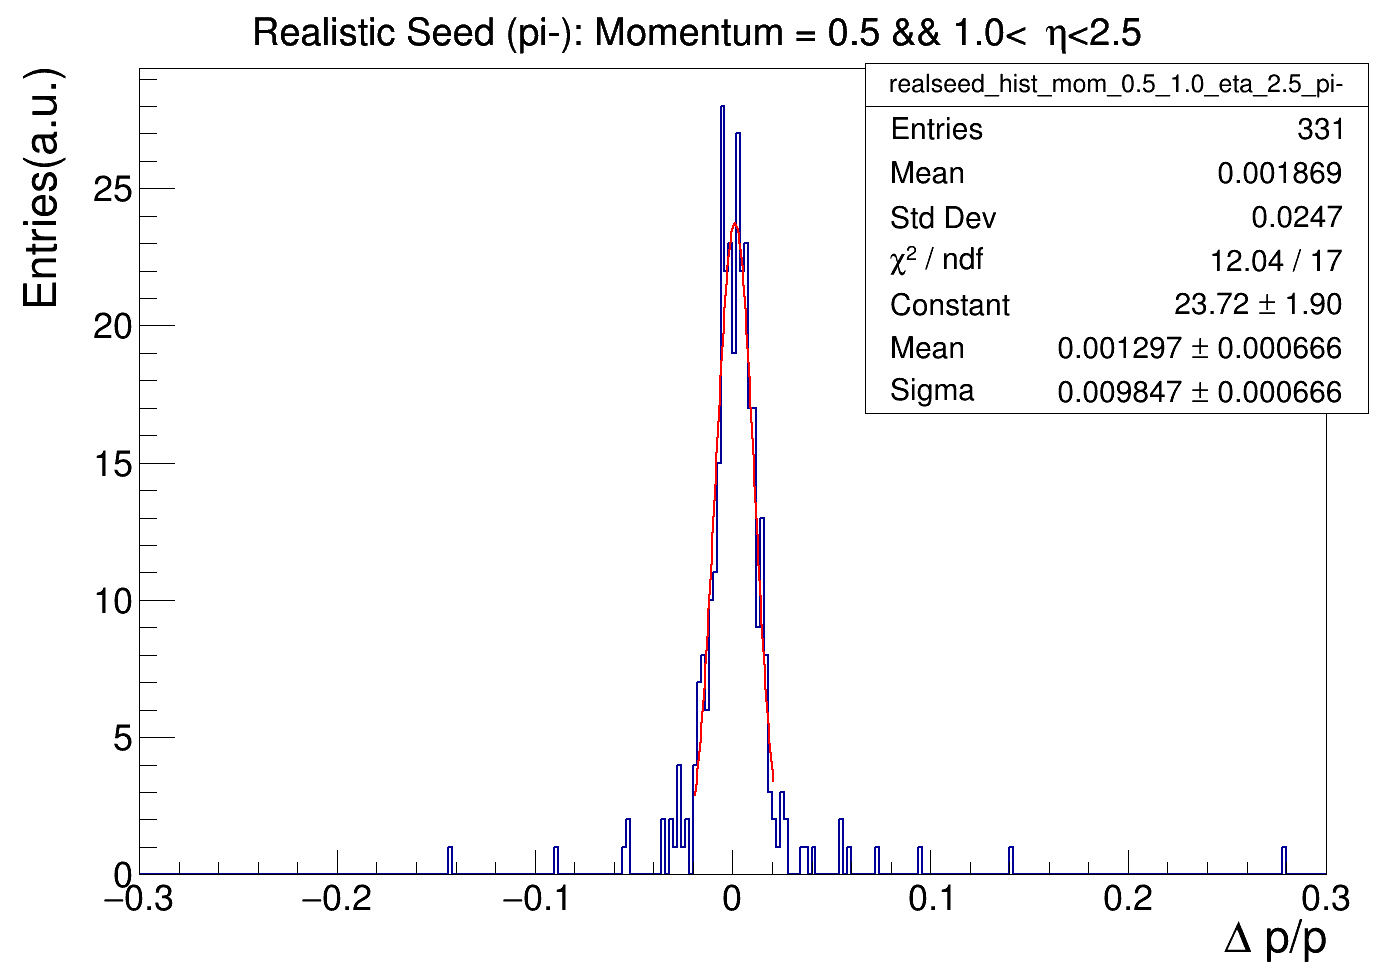 Realistic Seed (pi-): Momentum = 0.5 && 1.0< η<2.5
Entries(a.u.)
realseed_hist_mom_0.5_1.0_eta_2.5_pi-
Entries 331
Mean 0.001869
Std Dev 0.0247
χ² / ndf 12.04 / 17
Constant 23.72 ± 1.90
Mean 0.001297 ± 0.000666
Sigma 0.009847 ± 0.000666
25
20
15
10
5
0
−0.3 −0.2 −0.1 0 0.1 0.2 0.3
Δ p/p